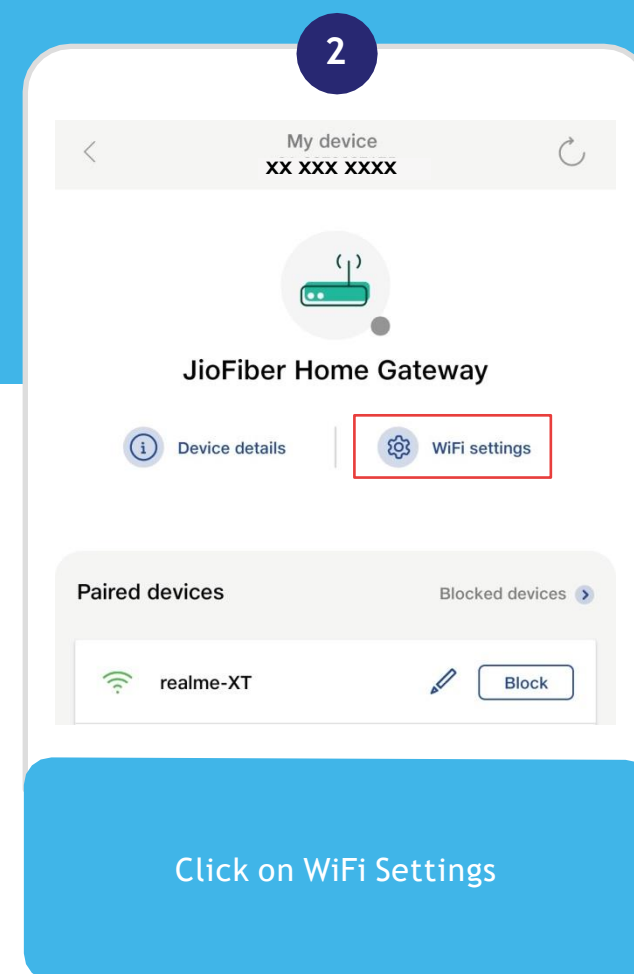 2
My device
XX XXX XXXX
JioFiber Home Gateway
Device details
WiFi settings
Paired devices
Blocked devices
realme-XT
Block
Click on WiFi Settings